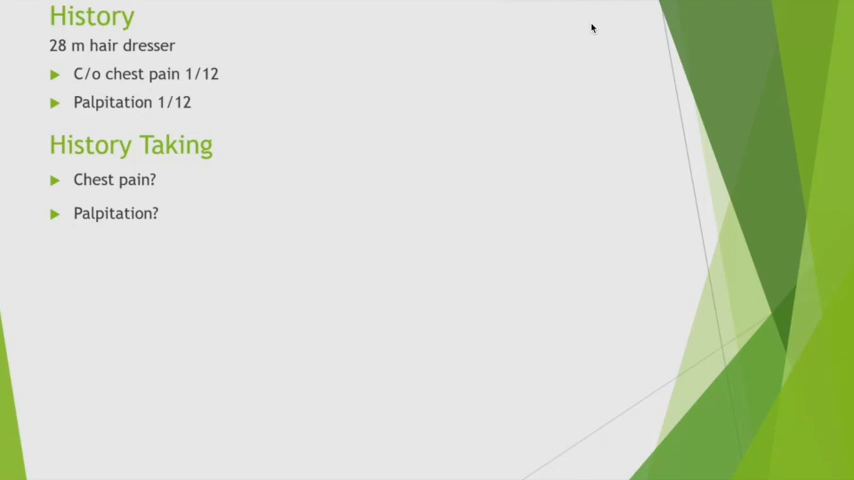 History
28 m hair dresser
C/o chest pain 1/12
Palpitation 1/12
History Taking
Chest pain?
Palpitation?